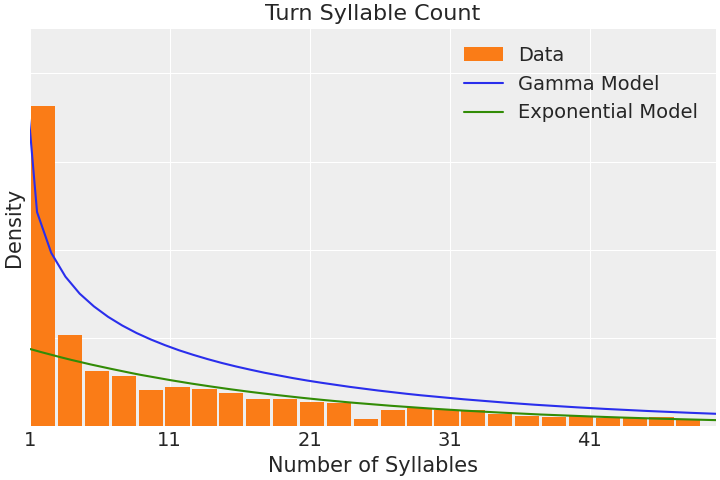 Turn Syllable Count
Data
Gamma Model
Exponential Model
Density
1 11 21 31 41
Number of Syllables